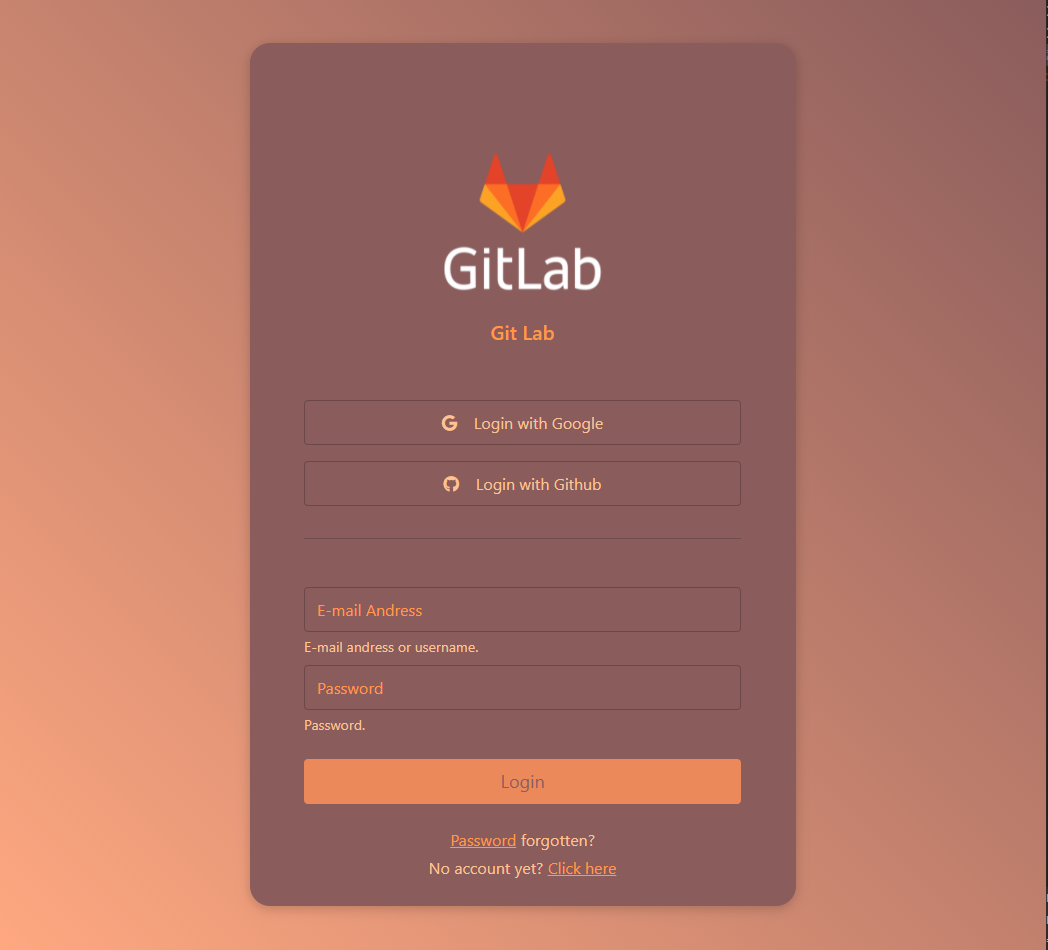 GitLab
Git Lab
Login with Google
Login with Github
E-mail Andress
E-mail andress or username.
Password
Password.
Login
Password forgotten?
No account yet? Click here